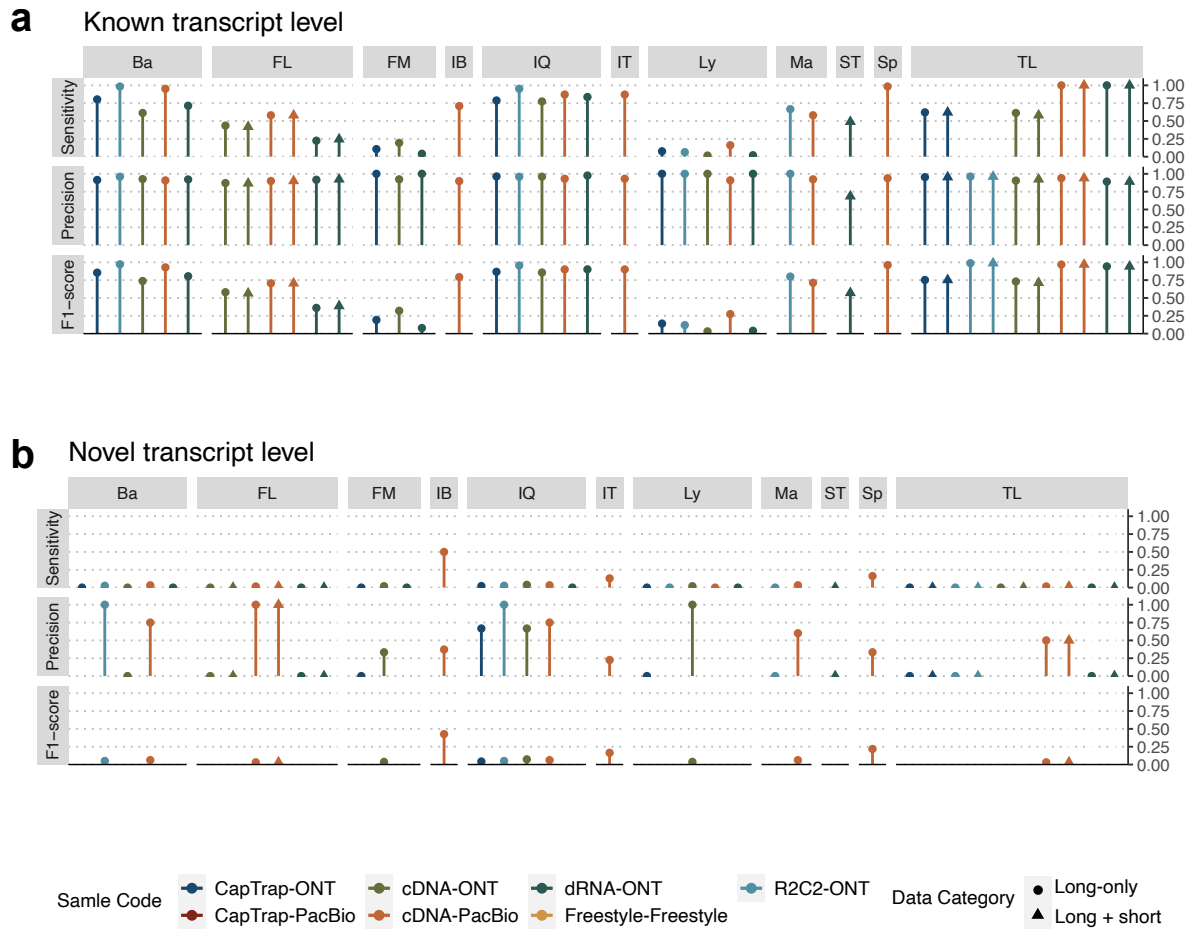 a Known transcript level
Ba FL FM IB IQ IT Ly Ma ST Sp TL
Sensitivity
1.00
0.75
0.50
0.25
0.00
Precision
1.00
0.75
0.50
0.25
0.00
F1−score
1.00
0.75
0.50
0.25
0.00
b Novel transcript level
Ba FL FM IB IQ IT Ly Ma ST Sp TL
Sensitivity
1.00
0.75
0.50
0.25
0.00
Precision
1.00
0.75
0.50
0.25
0.00
F1−score
1.00
0.75
0.50
0.25
0.00
Samle Code
CapTrap-ONT cDNA-ONT dRNA-ONT R2C2-ONT
CapTrap-PacBio cDNA-PacBio Freestyle-Freestyle
Data Category
Long-only
Long + short